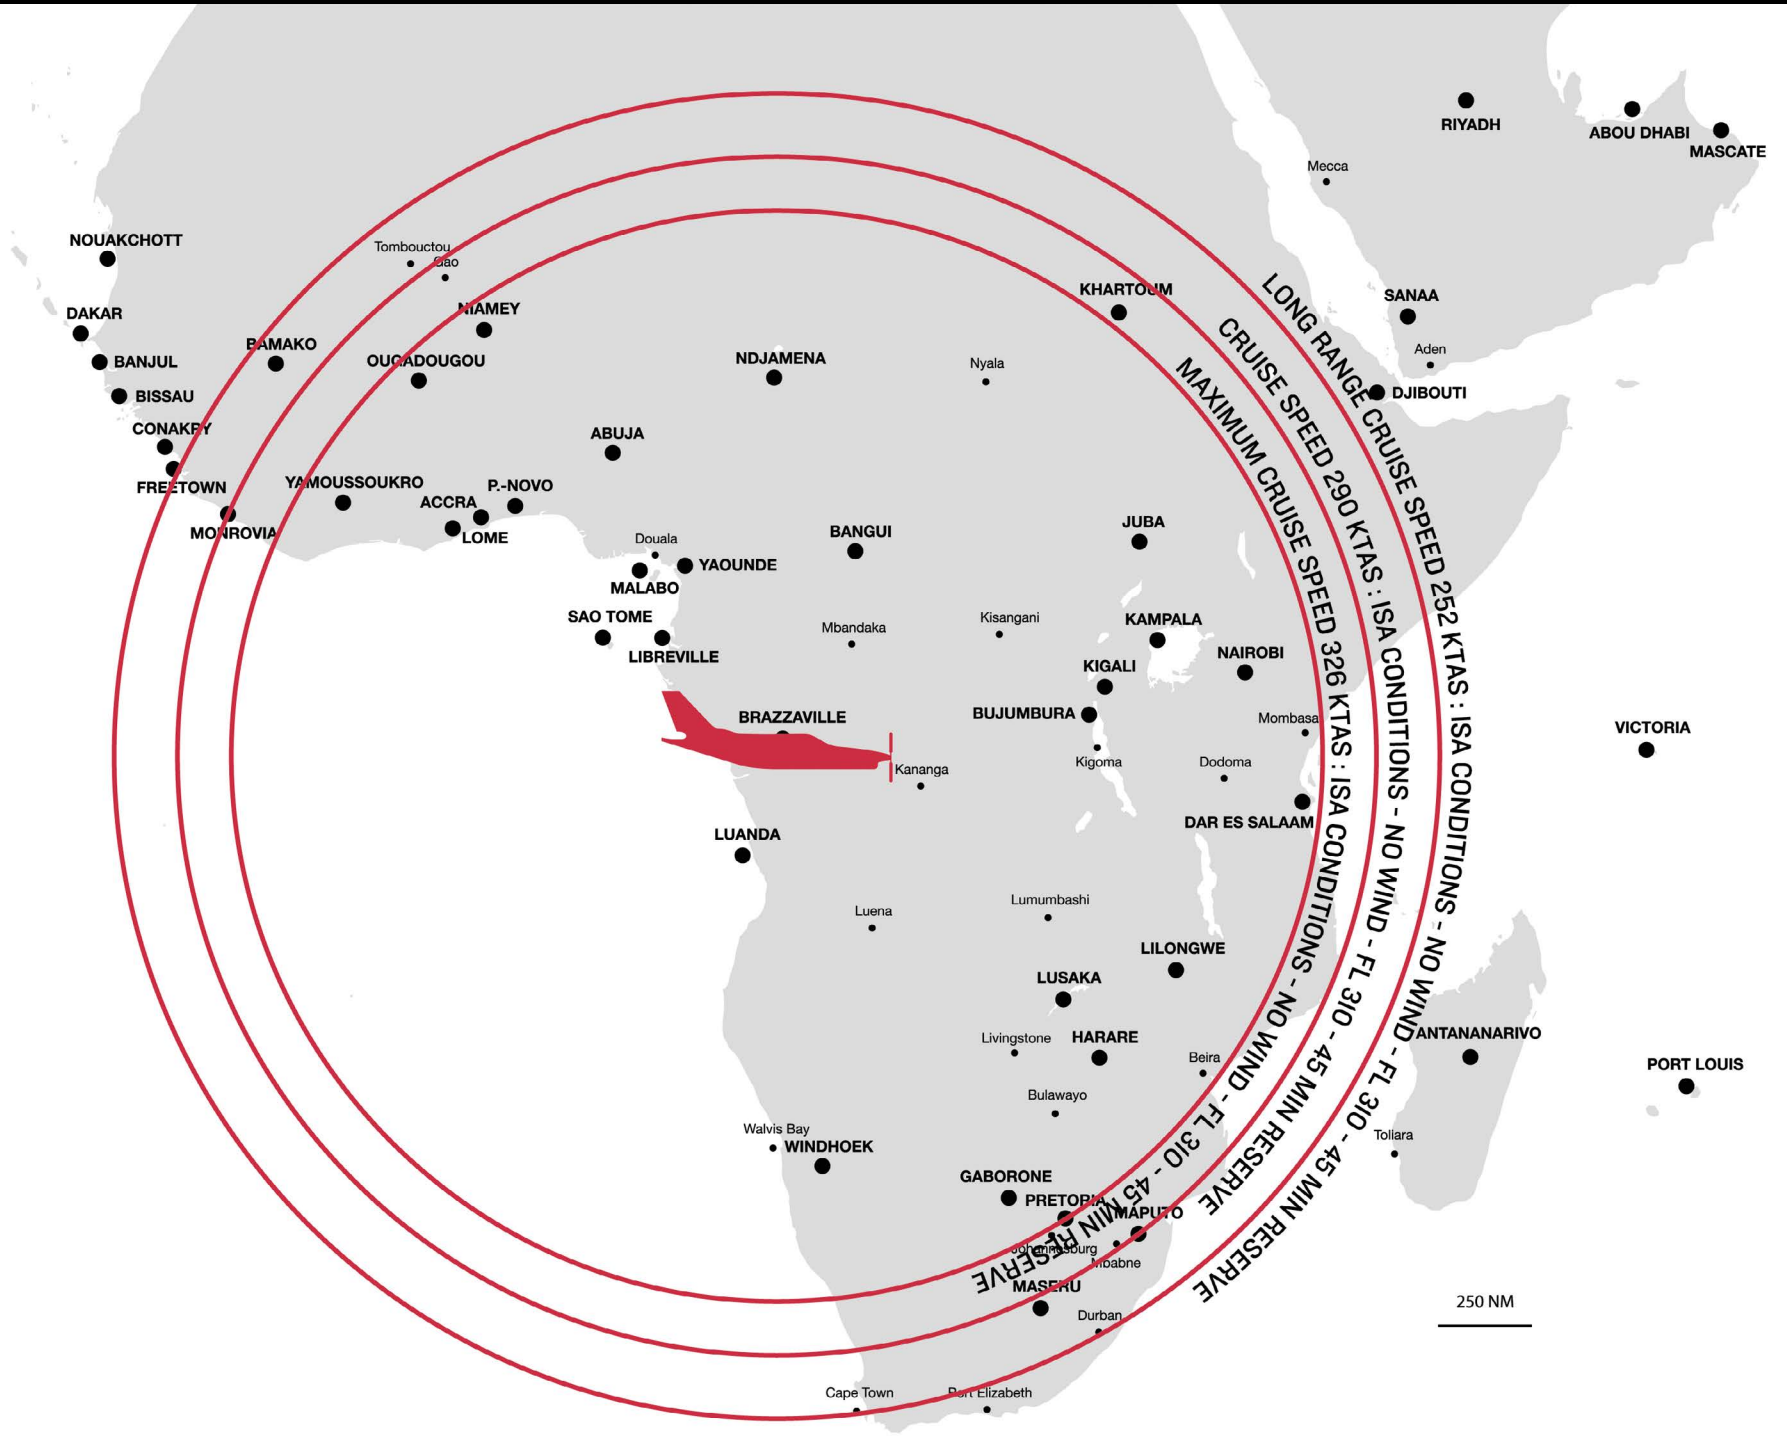 RIYADH
ABOU DHABI
MASCATE
Mecca
NOUAKCHOTT
Tombouctou
Gao
KHARTOUM
SANAA
NIAMEY
DAKAR
BAMAKO
Aden
OUGADOUGOU
NDJAMENA
Nyala
BANJUL
DJIBOUTI
BISSAU
CONAKRY
ABUJA
FREETOWN
YAMOUSSOUKRO
P.-NOVO
ACCRA
JUBA
MONROVIA
LOME
Douala
BANGUI
YAOUNDE
MALABO
SAO TOME
Mbandaka
Kisangani
KAMPALA
LIBREVILLE
NAIROBI
KIGALI
BRAZZAVILLE
BUJUMBURA
Mombasa
VICTORIA
Kananga
Kigoma
Dodoma
DAR ES SALAAM
LUANDA
Luena
Lumumbashi
LILONGWE
LUSAKA
Livingstone
HARARE
ANTANANARIVO
Beira
PORT LOUIS
Bulawayo
Walvis Bay
WINDHOEK
Toliara
GABORONE
PRETORIA
MAPUTO
Johannesburg
Mbabne
MASERU
Durban
250 NM
Cape Town
Port Elizabeth
LONG RANGE CRUISE SPEED 252 KTAS : ISA CONDITIONS - NO WIND - FL 310 - 45 MIN RESERVE
CRUISE SPEED 290 KTAS : ISA CONDITIONS - NO WIND - FL 310 - 45 MIN RESERVE
MAXIMUM CRUISE SPEED 326 KTAS : ISA CONDITIONS - NO WIND - FL 310 - 45 MIN RESERVE